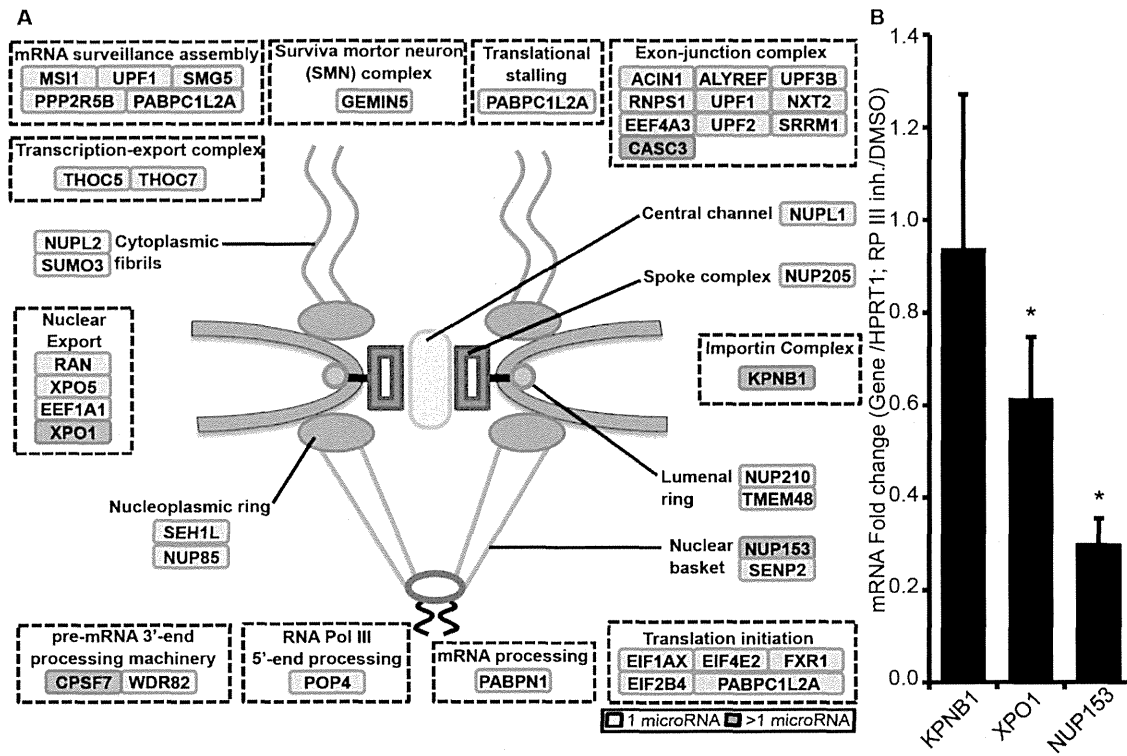 A
mRNA surveillance assembly
MSI1 UPF1 SMG5
PPP2R5B PABPC1L2A
Surviva mortor neuron
(SMN) complex
GEMIN5
Translational
stalling
PABPC1L2A
Exon-junction complex
ACIN1 ALYREF UPF3B
RNPS1 UPF1 NXT2
EEF4A3 UPF2 SRRM1
CASC3
Transcription-export complex
THOC5 THOC7
NUPL2
SUMO3
Cytoplasmic
fibrils
Central channel NUPL1
Spoke complex NUP205
Nuclear
Export
RAN
XPO5
EEF1A1
XPO1
Importin Complex
KPNB1
Nucleoplasmic ring
SEH1L
NUP85
Lumenal
ring
NUP210
TMEM48
Nuclear
basket
NUP153
SENP2
pre-mRNA 3'-end
processing machinery
CPSF7 WDR82
RNA Pol III
5'-end processing
POP4
mRNA processing
PABPN1
Translation initiation
EIF1AX EIF4E2 FXR1
EIF2B4 PABPC1L2A
1 microRNA >1 microRNA
B
mRNA Fold change (Gene /HPRT1; RP III inh./DMSO)
1.4
1.2
1.0
0.8
0.6
0.4
0.2
0.0
*
*
KPNB1
XPO1
NUP153